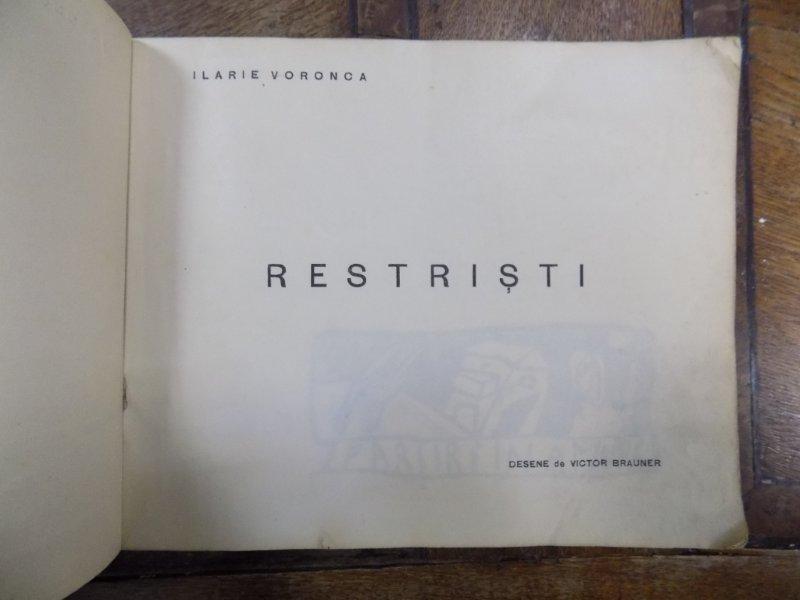 ILARIE VORONCA
RESTRIȘTI
DESENE de VICTOR BRAUNER